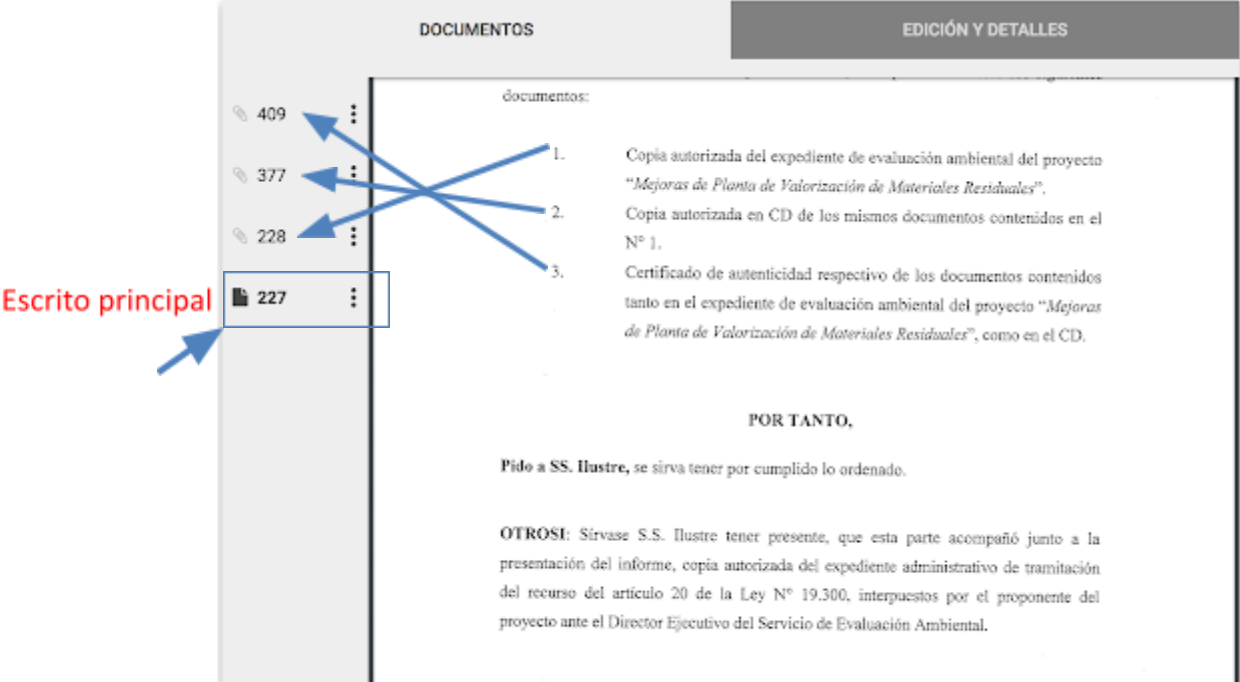 DOCUMENTOS
EDICIÓN Y DETALLES
409
377
228
Escrito principal
227
documentos:
1. Copia autorizada del expediente de evaluación ambiental del proyecto
“Mejoras de Planta de Valorización de Materiales Residuales”.
2. Copia autorizada en CD de los mismos documentos contenidos en el
N° 1.
3. Certificado de autenticidad respectivo de los documentos contenidos
tanto en el expediente de evaluación ambiental del proyecto “Mejoras
de Planta de Valorización de Materiales Residuales”, como en el CD.
POR TANTO,
Pido a SS. Ilustre, se sirva tener por cumplido lo ordenado.
OTROSI: Sírvase S.S. Ilustre tener presente, que esta parte acompañó junto a la
presentación del informe, copia autorizada del expediente administrativo de tramitación
del recurso del artículo 20 de la Ley N° 19.300, interpuestos por el proponente del
proyecto ante el Director Ejecutivo del Servicio de Evaluación Ambiental.